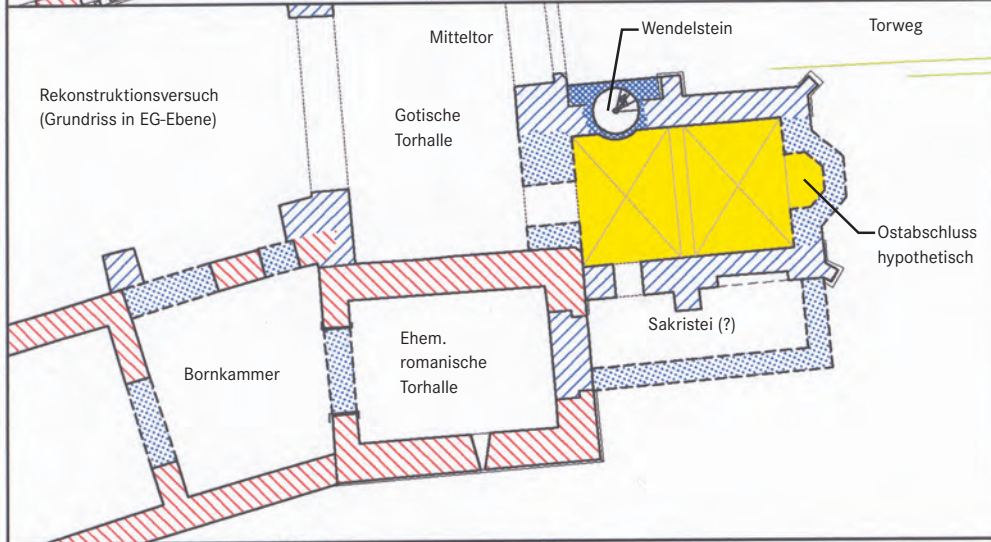 Rekonstruktionsversuch
(Grundriss in EG-Ebene)
Mitteltor
Gotische
Torhalle
Wendelstein
Torweg
Ostabschluss
hypothetisch
Sakristei (?)
Ehem.
romanische
Torhalle
Bornkammer